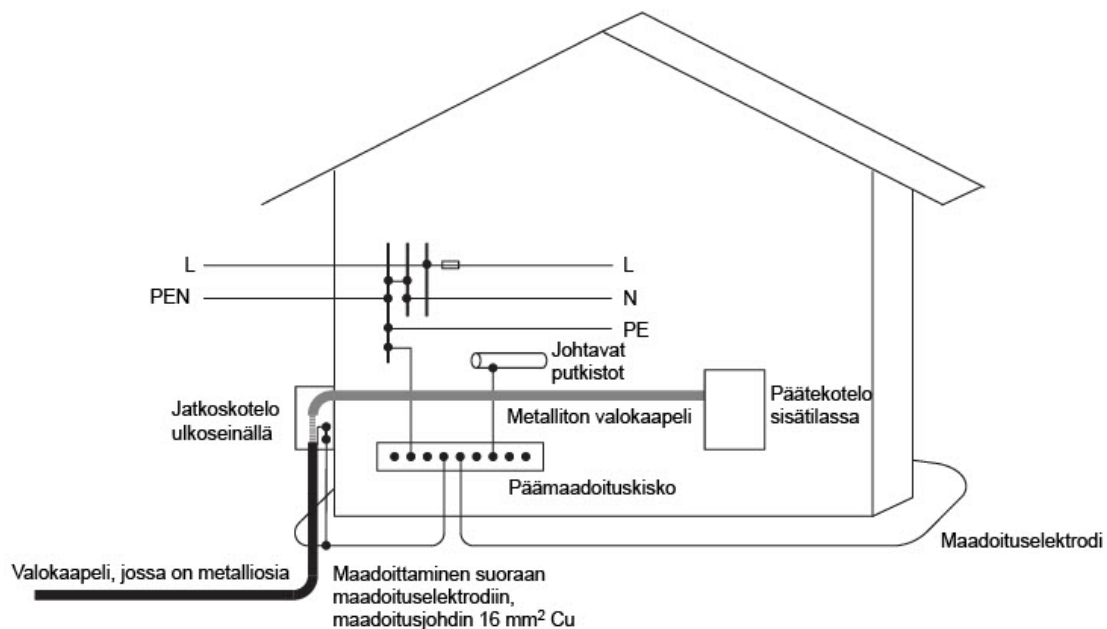 L
L
PEN
N
PE
Johtavat
putkistot
Jatkoskotelo
ulkoseinällä
Metalliton valokaapeli
Päätekotelo
sisätilassa
Päämaadoituskisko
Maadoituselektrodi
Valokaapeli, jossa on metalliosia
Maadoittaminen suoraan
maadoituselektrodiin,
maadoitusjohdin 16 mm² Cu